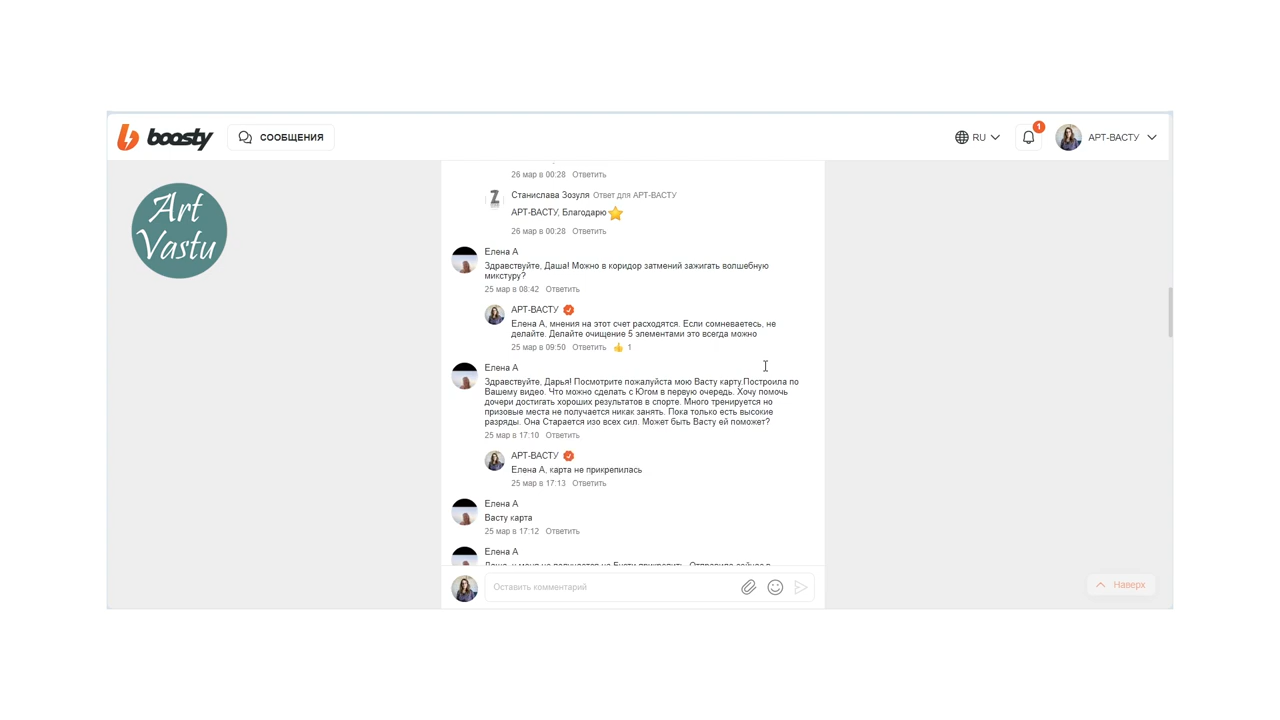 boosty
СООБЩЕНИЯ
RU
1
АРТ-ВАСТУ
Art
Vastu
26 мар в 00:28 Ответить
Станислава Зозуля Ответ для АРТ-ВАСТУ
АРТ-ВАСТУ, Благодарю
26 мар в 00:28 Ответить
Елена А
Здравствуйте, Даша! Можно в коридор затмений зажигать волшебную
микстуру?
25 мар в 08:42 Ответить
АРТ-ВАСТУ
Елена А, мнения на этот счет расходятся. Если сомневаетесь, не
делайте. Делайте очищение 5 элементами это всегда можно
25 мар в 09:50 Ответить 1
Елена А
Здравствуйте, Дарья! Посмотрите пожалуйста мою Васту карту.Построила по
Вашему видео. Что можно сделать с Югом в первую очередь. Хочу помочь
дочери достигать хороших результатов в спорте. Много тренируется но
призовые места не получается никак занять. Пока только есть высокие
разряды. Она Старается изо всех сил. Может быть Васту ей поможет?
25 мар в 17:10 Ответить
АРТ-ВАСТУ
Елена А, карта не прикрепилась
25 мар в 17:13 Ответить
Елена А
Васту карта
25 мар в 17:12 Ответить
Елена А
Оставить комментарий
Наверх